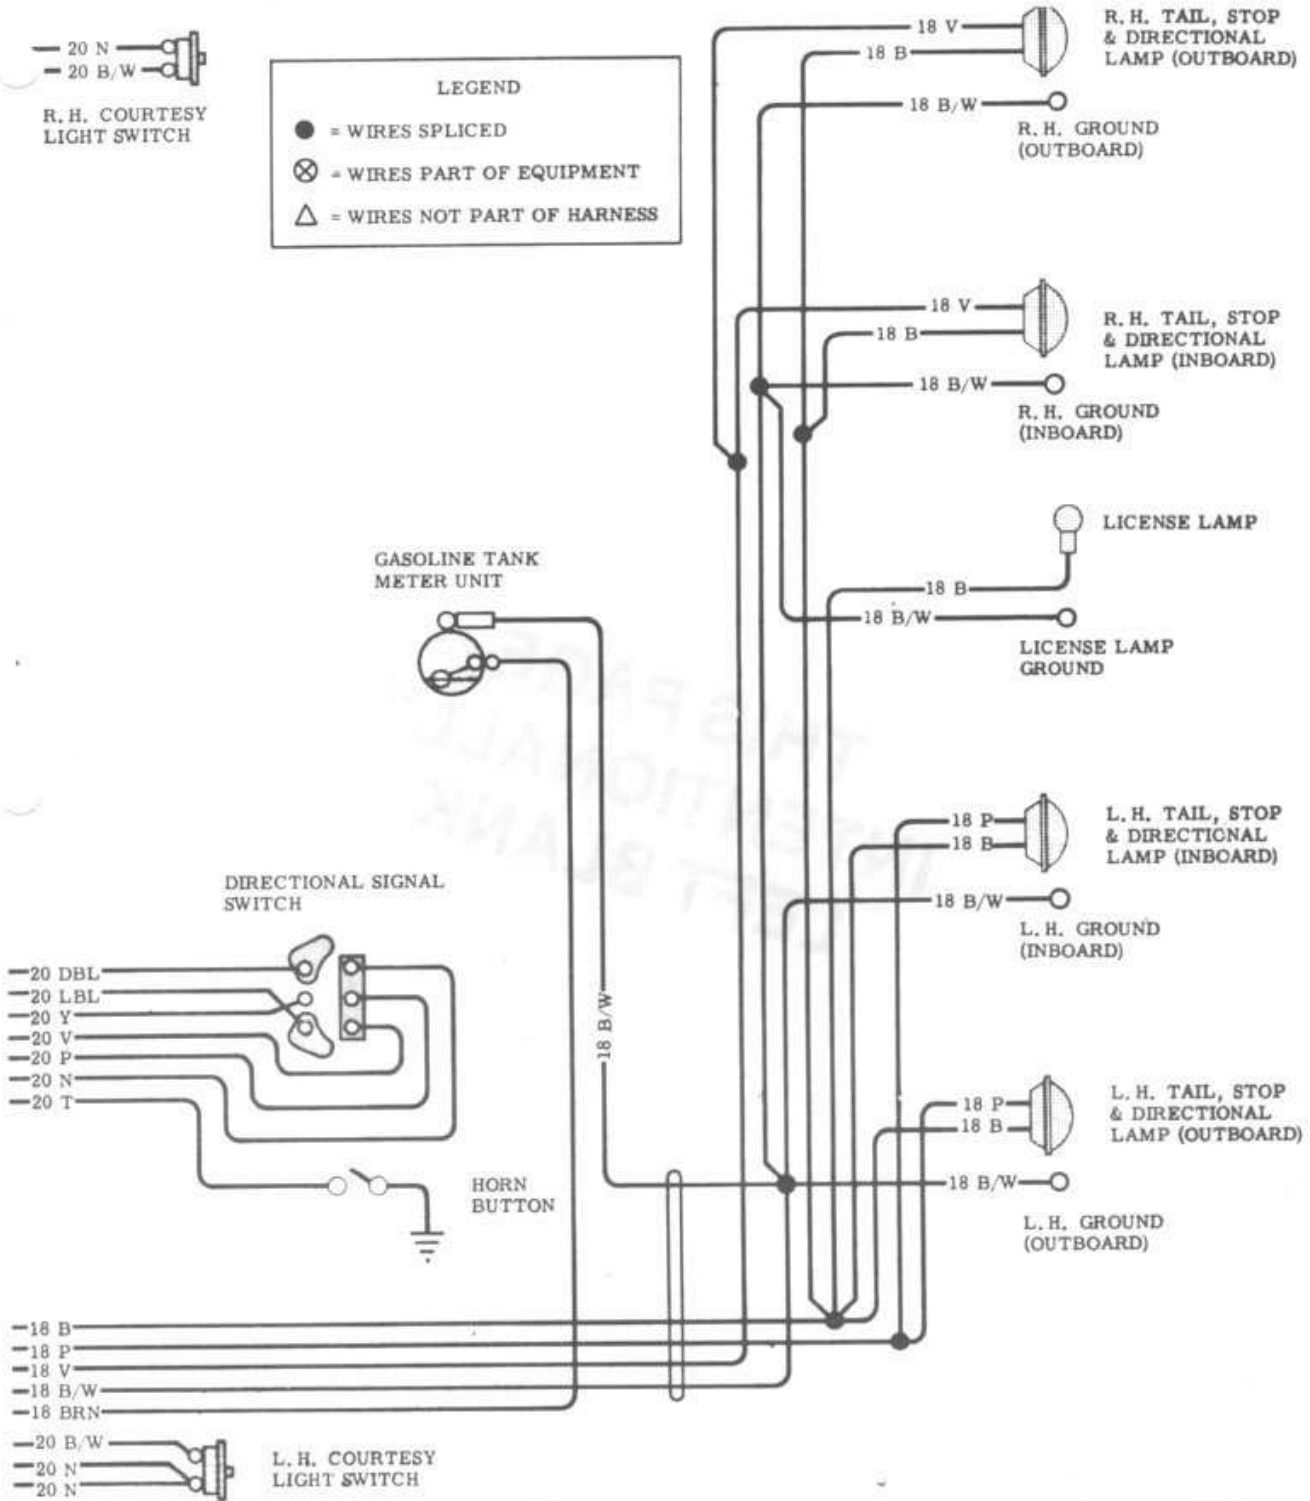 20 N
20 B/W
R.H. COURTESY
LIGHT SWITCH
LEGEND
= WIRES SPLICED
= WIRES PART OF EQUIPMENT
= WIRES NOT PART OF HARNESS
18 V
18 B
R.H. TAIL, STOP
& DIRECTIONAL
LAMP (OUTBOARD)
18 B/W
R.H. GROUND
(OUTBOARD)
18 V
18 B
R.H. TAIL, STOP
& DIRECTIONAL
LAMP (INBOARD)
18 B/W
R.H. GROUND
(INBOARD)
LICENSE LAMP
18 B
18 B/W
LICENSE LAMP
GROUND
GASOLINE TANK
METER UNIT
THIS PAGE
INTENTIONALL
LEFT BLANK
18 P
18 B
L.H. TAIL, STOP
& DIRECTIONAL
LAMP (INBOARD)
18 B/W
L.H. GROUND
(INBOARD)
DIRECTIONAL SIGNAL
SWITCH
20 DBL
20 LBL
20 Y
20 V
20 P
20 N
20 T
18 B/W
18 P
18 B
L.H. TAIL, STOP
& DIRECTIONAL
LAMP (OUTBOARD)
HORN
BUTTON
18 B/W
L.H. GROUND
(OUTBOARD)
18 B
18 P
18 V
18 B/W
18 BRN
20 B/W
20 N
20 N
L.H. COURTESY
LIGHT SWITCH